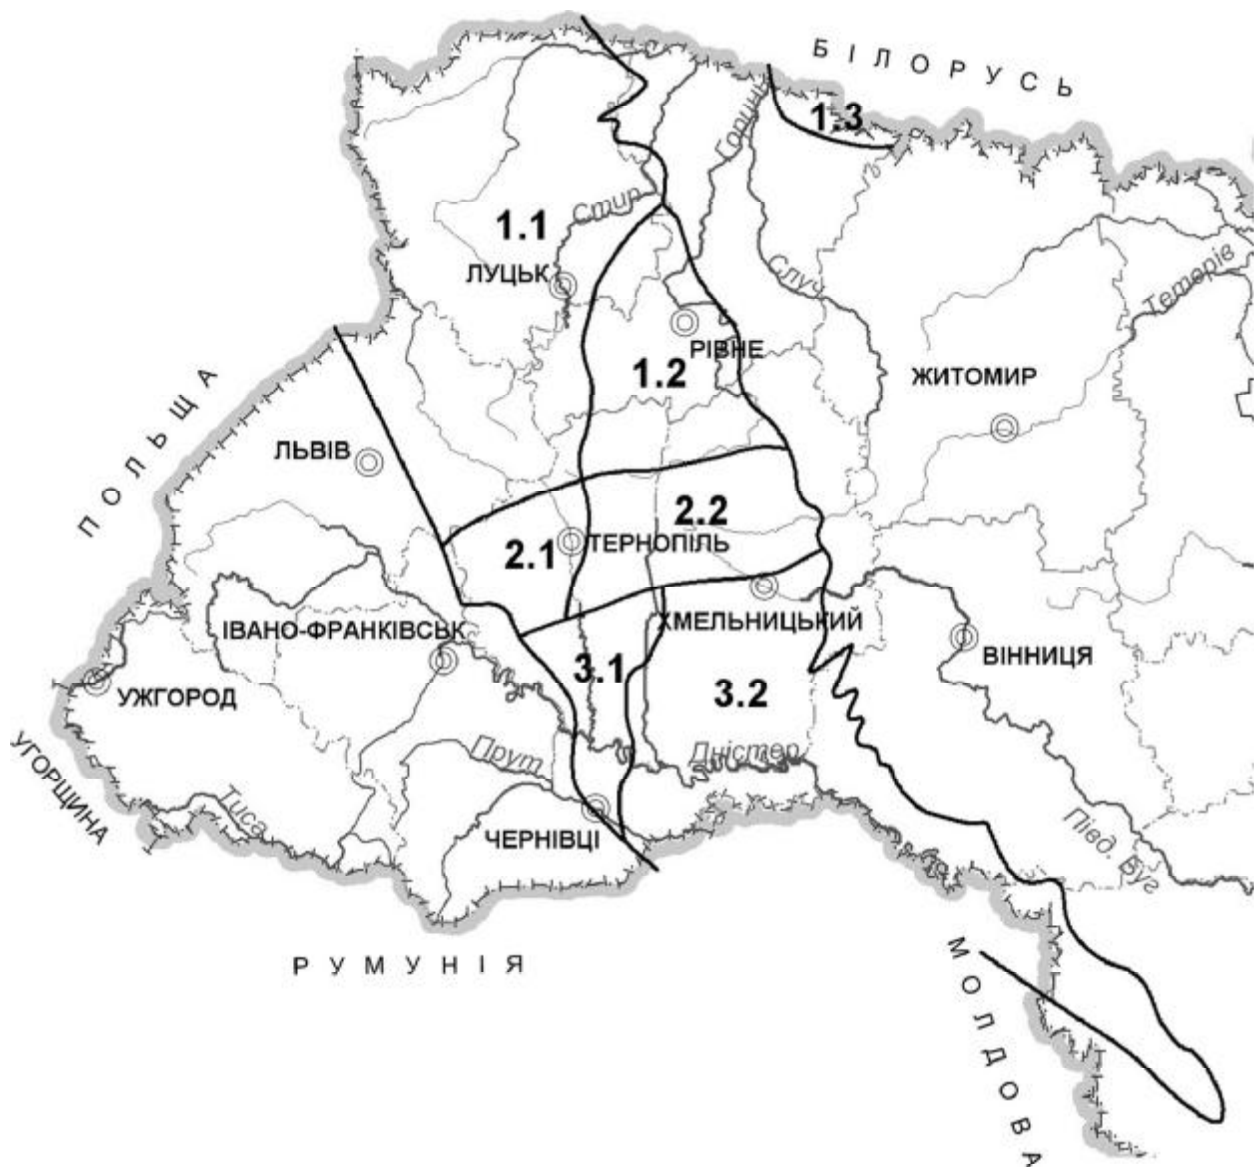 БІЛОРУСЬ
Горинь
1.3
Стир
1.1
ЛУЦЬК
Случ
Тетерів
РІВНЕ
1.2
ЖИТОМИР
ПОЛЬЩА
ЛЬВІВ
2.2
ТЕРНОПІЛЬ
2.1
ХМЕЛЬНИЦЬКИЙ
ІВАНО-ФРАНКІВСЬК
ВІННИЦЯ
3.1
3.2
УЖГОРОД
УГОРЩИНА
Прут
Дністер
Тиса
ЧЕРНІВЦІ
Півд. Буг
РУМУНІЯ
МОЛДОВА